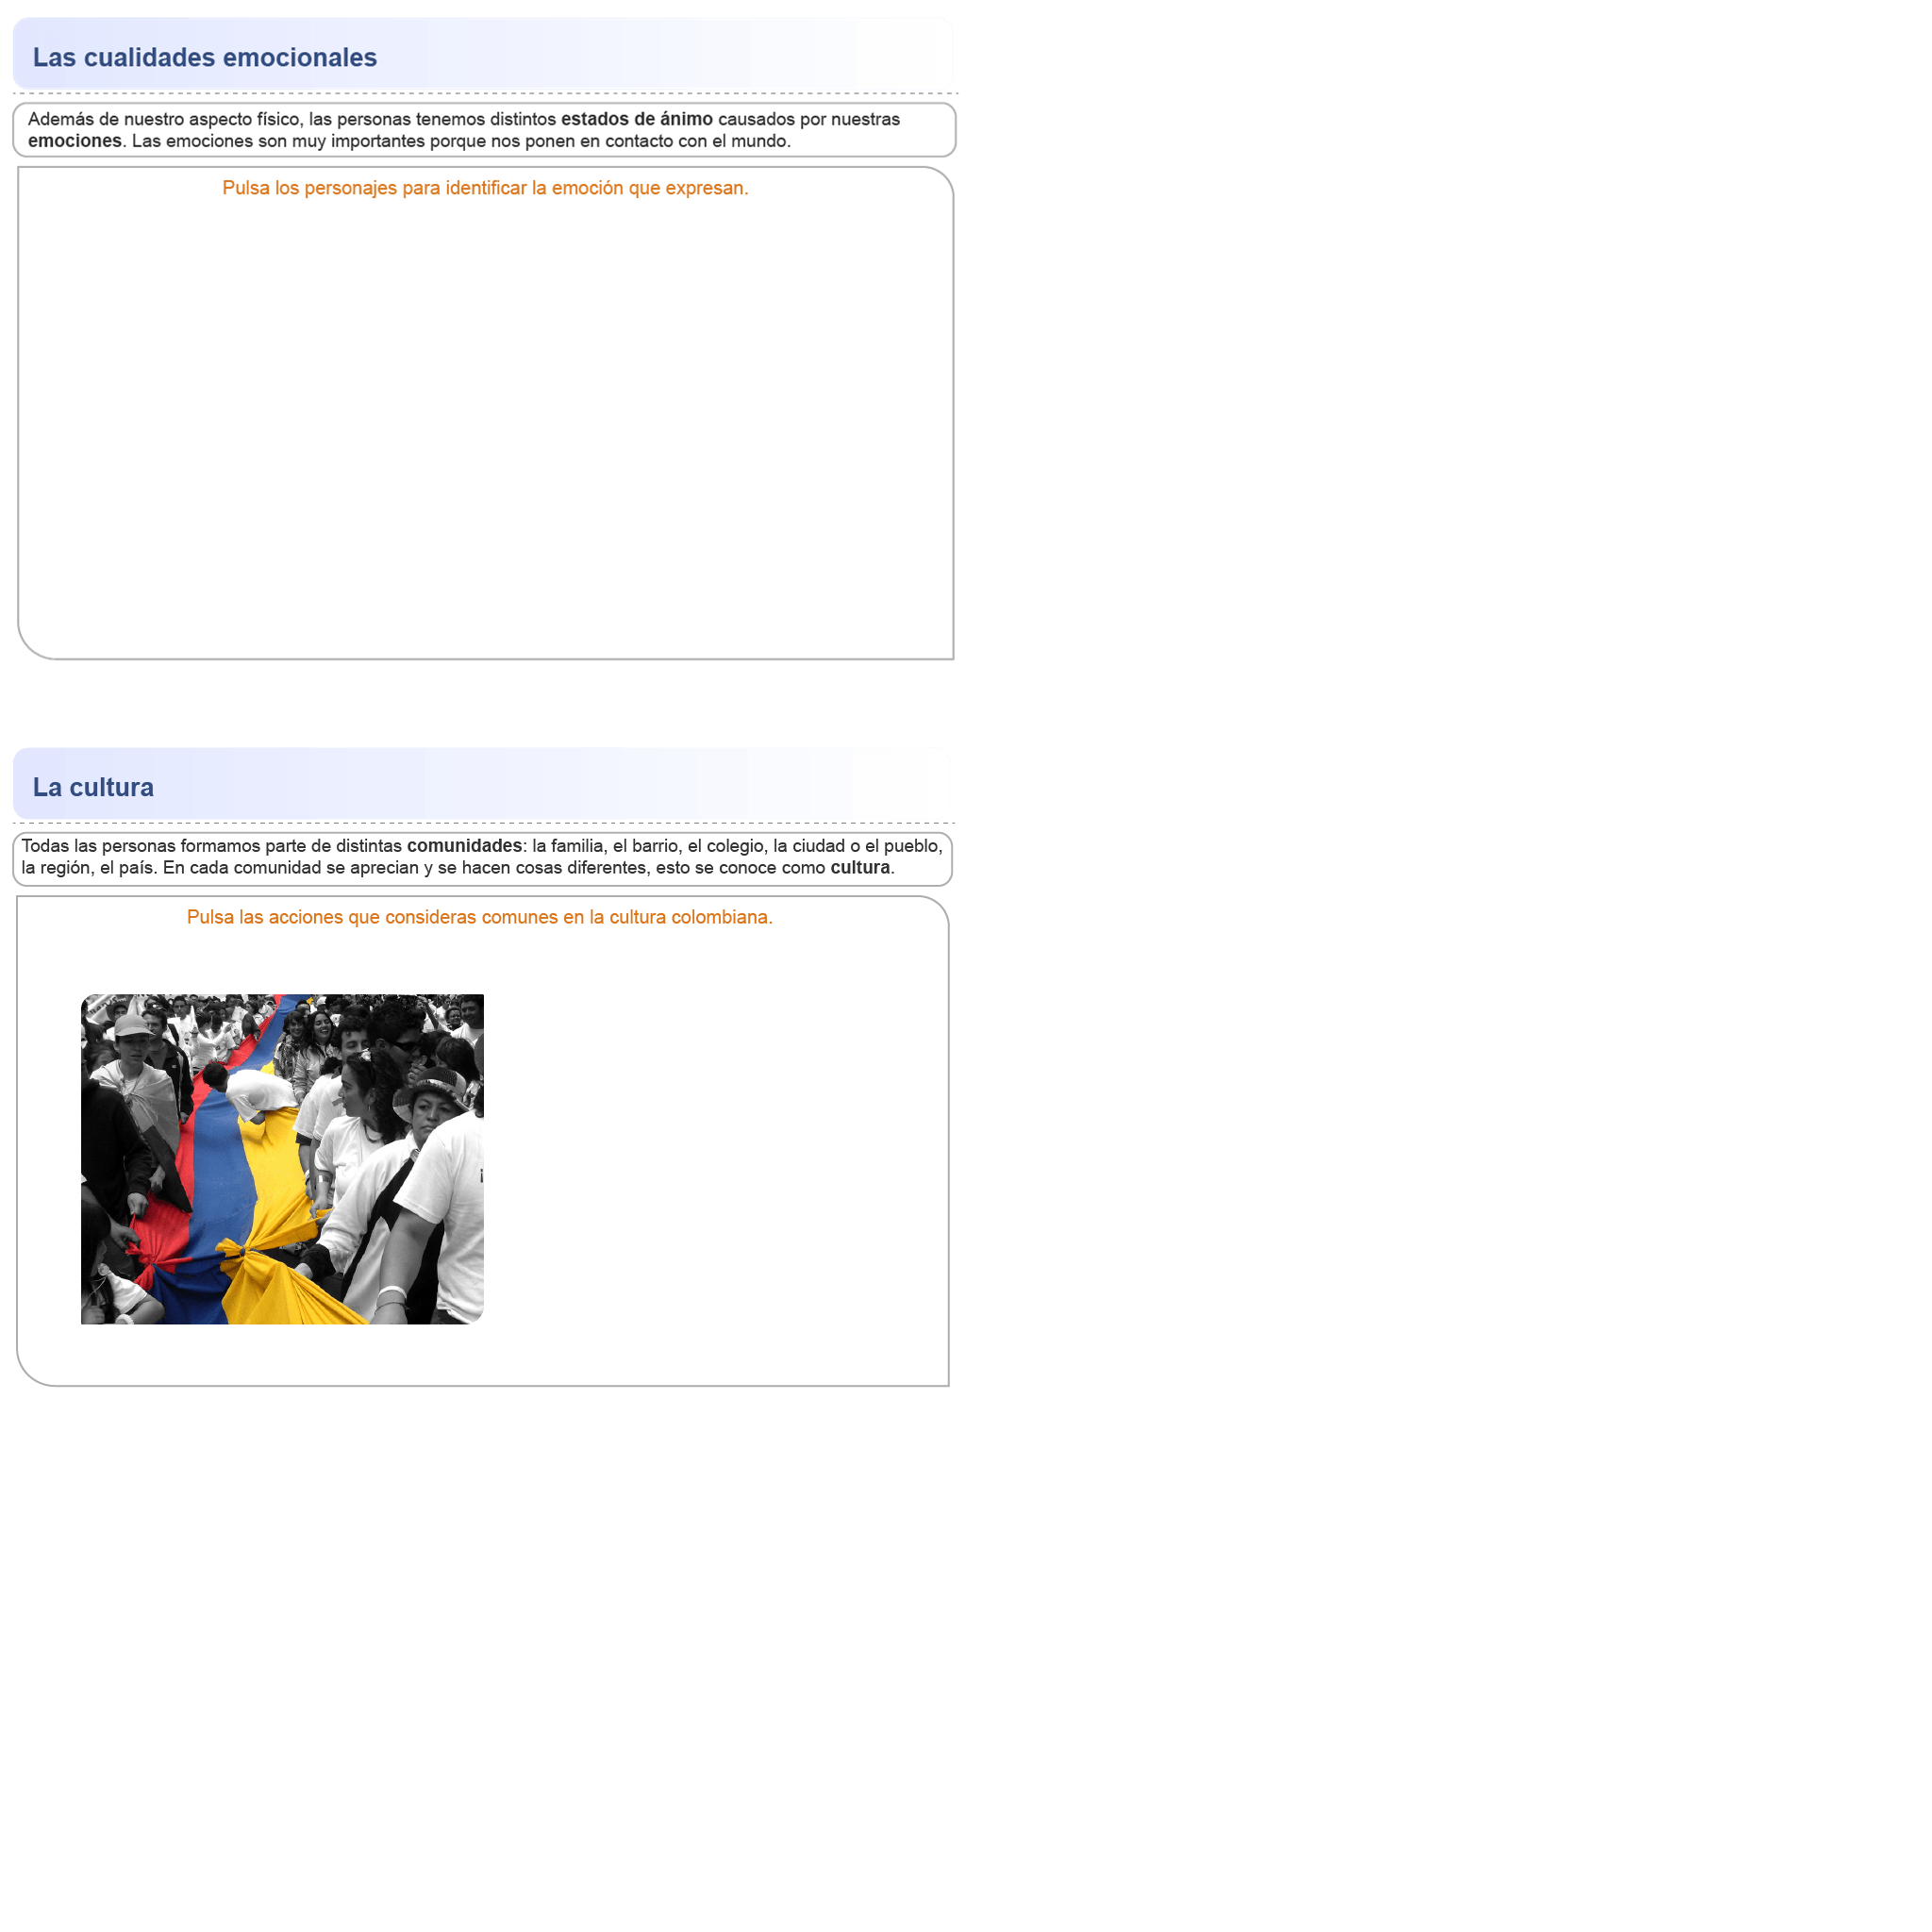 Las cualidades emocionales
Además de nuestro aspecto físico, las personas tenemos distintos estados de ánimo causados por nuestras
emociones. Las emociones son muy importantes porque nos ponen en contacto con el mundo.
Pulsa los personajes para identificar la emoción que expresan.
La cultura
Todas las personas formamos parte de distintas comunidades: la familia, el barrio, el colegio, la ciudad o el pueblo,
la región, el país. En cada comunidad se aprecian y se hacen cosas diferentes, esto se conoce como cultura.
Pulsa las acciones que consideras comunes en la cultura colombiana.